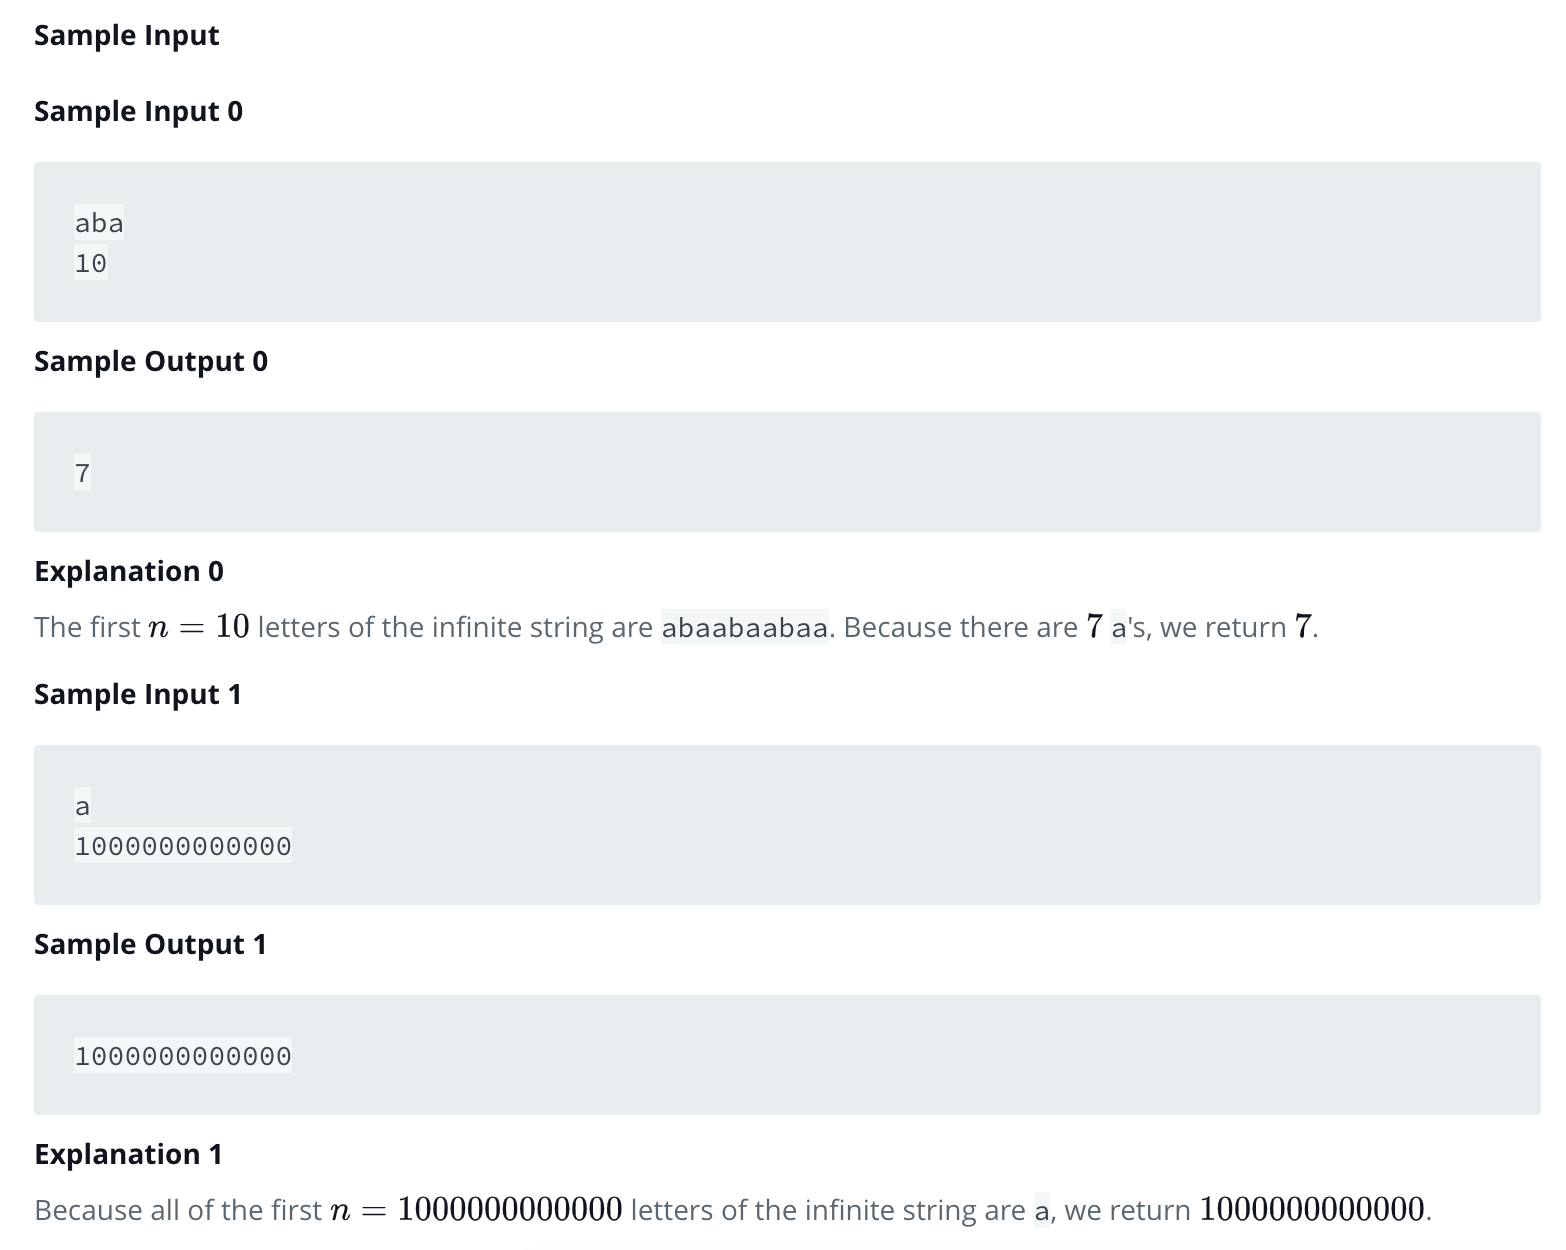 Sample Input
Sample Input 0
aba
10
Sample Output 0
7
Explanation 0
The first n = 10 letters of the infinite string are abaabaabaa. Because there are 7 a's, we return 7.
Sample Input 1
a
1000000000000
Sample Output 1
1000000000000
Explanation 1
Because all of the first n = 1000000000000 letters of the infinite string are a, we return 1000000000000.